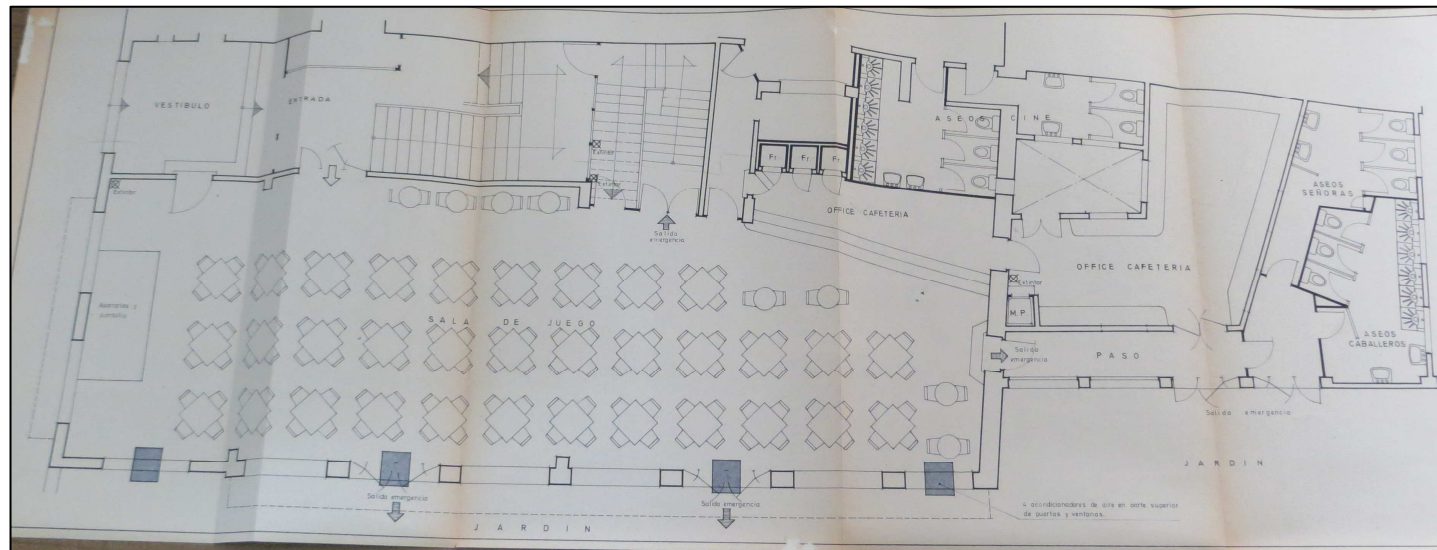 VESTIBULO
ENTRADA
Extintor
Extintor
Extintor
Salida
emergencia
Fr.
Fr.
Fr.
OFFICE CAFETERIA
ASEOS CINE
OFFICE CAFETERIA
Extintor
M.P.
ASEOS
SEÑORAS
ASEOS
CABALLEROS
SALA DE JUEGO
Salida
emergencia
PASO
Salida emergencia
JARDIN
Salida emergencia
Salida emergencia
4 acondicionadores de aire en parte superior
de puertas y ventanas.
JARDIN